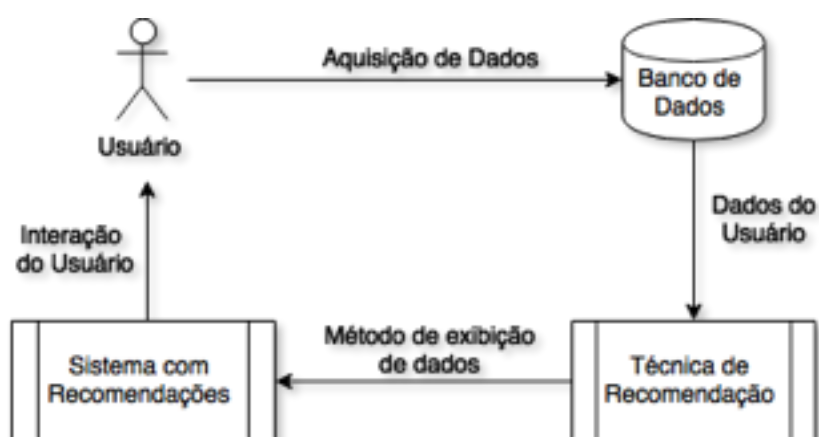 Aquisição de Dados
Banco de
Dados
Usuário
Dados do
Usuário
Interação
do Usuário
Método de exibição
de dados
Sistema com
Recomendações
Técnica de
Recomendação